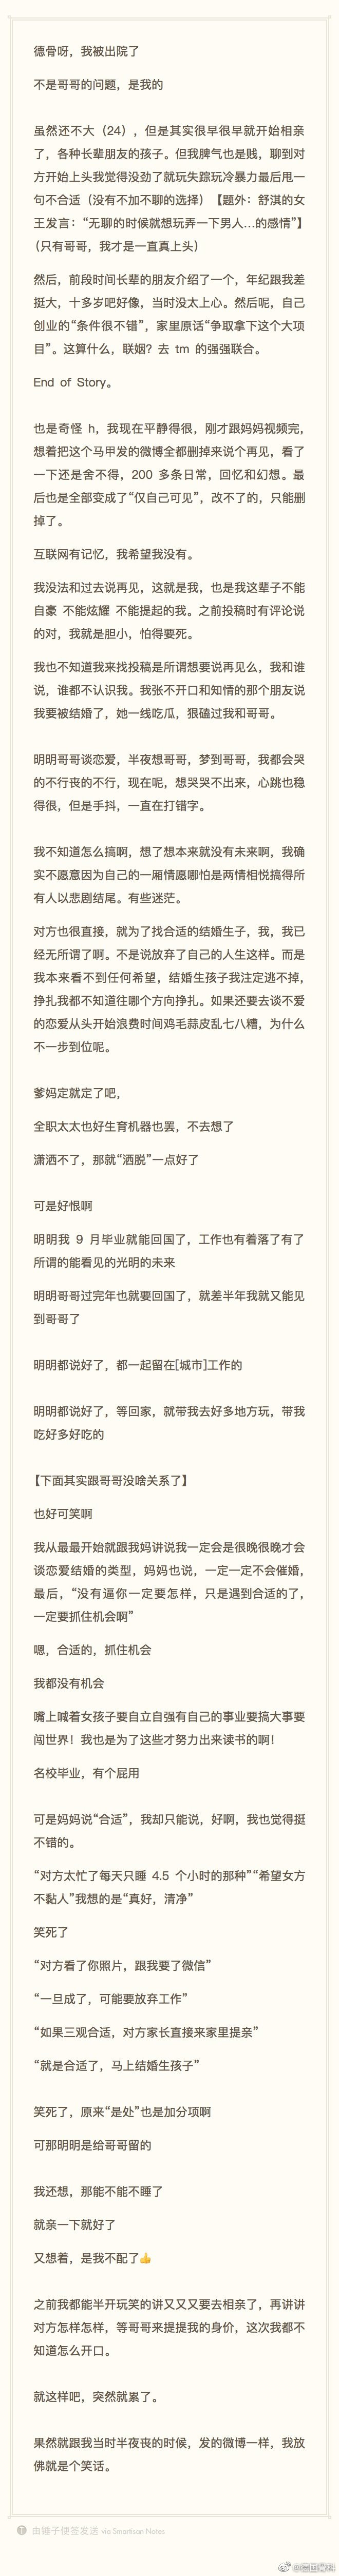 德骨呀，我被出院了
不是哥哥的问题，是我的
虽然还不大（24），但是其实很早很早就开始相亲
了，各种长辈朋友的孩子。但我脾气也是贱，聊到对
方开始上头我觉得没劲了就玩失踪玩冷暴力最后甩一
句不合适（没有不加不聊的选择）【题外：舒淇的女
王发言：“无聊的时候就想玩弄一下男人...的感情”】
（只有哥哥，我才是一直真上头）
然后，前段时间长辈的朋友介绍了一个，年纪跟我差
挺大，十多岁吧好像，当时没太上心。然后呢，自己
创业的“条件很不错”，家里原话“争取拿下这个大项
目”。这算什么，联姻？去 tm 的强强联合。
End of Story。
也是奇怪 h，我现在平静得很，刚才跟妈妈视频完，
想着把这个马甲发的微博全都删掉来说个再见，看了
一下还是舍不得，200 多条日常，回忆和幻想。最
后也是全部变成了“仅自己可见”，改不了的，只能删
掉了。
互联网有记忆，我希望我没有。
我没法和过去说再见，这就是我，也是我这辈子不能
自豪 不能炫耀 不能提起的我。之前投稿时有评论说
的对，我就是胆小，怕得要死。
我也不知道我来找投稿是所谓想要说再见么，我和谁
说，谁都不认识我。我张不开口和知情的那个朋友说
我要被结婚了，她一线吃瓜，狠磕过我和哥哥。
明明哥哥谈恋爱，半夜想哥哥，梦到哥哥，我都会哭
的不行丧的不行，现在呢，想哭哭不出来，心跳也稳
得很，但是手抖，一直在打错字。
我不知道怎么搞啊，想了想本来就没有未来啊，我确
实不愿意因为自己的一厢情愿哪怕是两情相悦搞得所
有人以悲剧结尾。有些迷茫。
对方也很直接，就为了找合适的结婚生子，我，我已
经无所谓了啊。不是说放弃了自己的人生这样。而是
我本来看不到任何希望，结婚生孩子我注定逃不掉，
挣扎我都不知道往哪个方向挣扎。如果还要去谈不爱
的恋爱从头开始浪费时间鸡毛蒜皮乱七八糟，为什么
不一步到位呢。
爹妈定就定了吧，
全职太太也好生育机器也罢，不去想了
潇洒不了，那就“洒脱”一点好了
可是好恨啊
明明我 9 月毕业就能回国了，工作也有着落了有了
所谓的能看见的光明的未来
明明哥哥过完年也就要回国了，就差半年我就又能见
到哥哥了
明明都说好了，都一起留在[城市]工作的
明明都说好了，等回家，就带我去好多地方玩，带我
吃好多好吃的
【下面其实跟哥哥没啥关系了】
也好可笑啊
我从最最开始就跟我妈讲说我一定会是很晚很晚才会
谈恋爱结婚的类型，妈妈也说，一定一定不会催婚，
最后，“没有逼你一定要怎样，只是遇到合适的了，
一定要抓住机会啊”
嗯，合适的，抓住机会
我都没有机会
嘴上喊着女孩子要自立自强有自己的事业要搞大事要
闯世界！我也是为了这些才努力出来读书的啊！
名校毕业，有个屁用
可是妈妈说“合适”，我却只能说，好啊，我也觉得挺
不错的。
“对方太忙了每天只睡 4.5 个小时的那种”“希望女方
不黏人”我想的是“真好，清净”
笑死了
“对方看了你照片，跟我要了微信”
“一旦成了，可能要放弃工作”
“如果三观合适，对方家长直接来家里提亲”
“就是合适了，马上结婚生孩子”
笑死了，原来“是处”也是加分项啊
可那明明是给哥哥留的
我还想，那能不能不睡了
就亲一下就好了
又想着，是我不配了👍
之前我都能半开玩笑的讲又又又要去相亲了，再讲讲
对方怎样怎样，等哥哥来提提我的身价，这次我都不
知道怎么开口。
就这样吧，突然就累了。
果然就跟我当时半夜丧的时候，发的微博一样，我放
佛就是个笑话。
由锤子便签发送 via Smartisan Notes